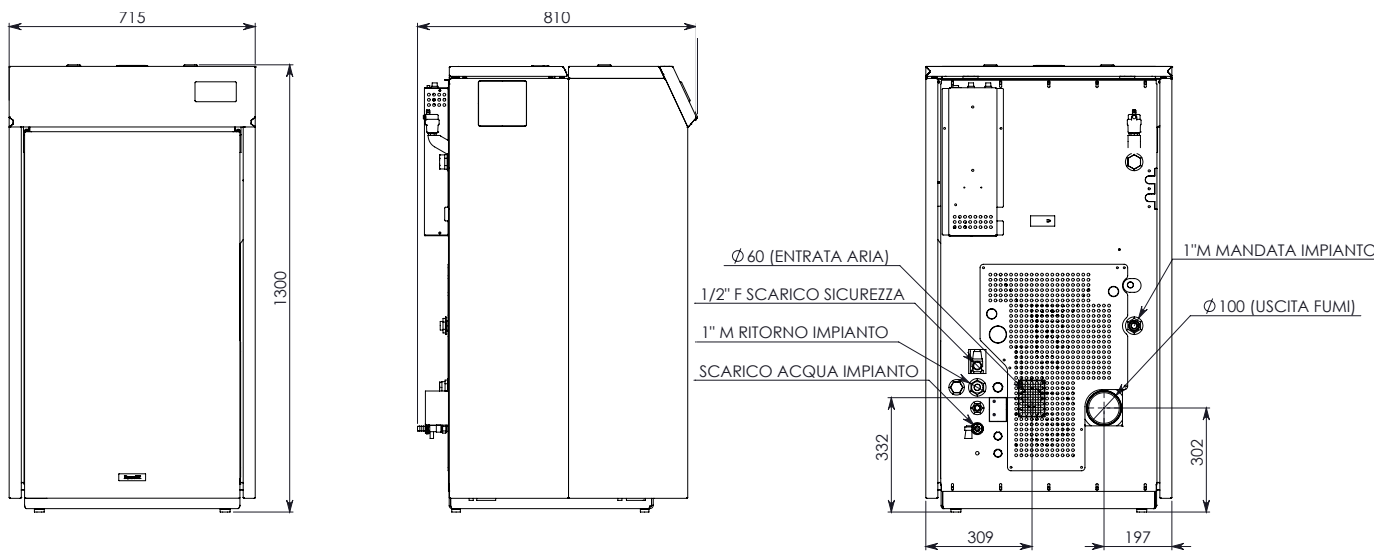 715
810
1300
Ø 60 (ENTRATA ARIA)
1/2" F SCARICO SICUREZZA
1" M RITORNO IMPIANTO
SCARICO ACQUA IMPIANTO
1"M MANDATA IMPIANTO
Ø 100 (USCITA FUMI)
332
302
309
197